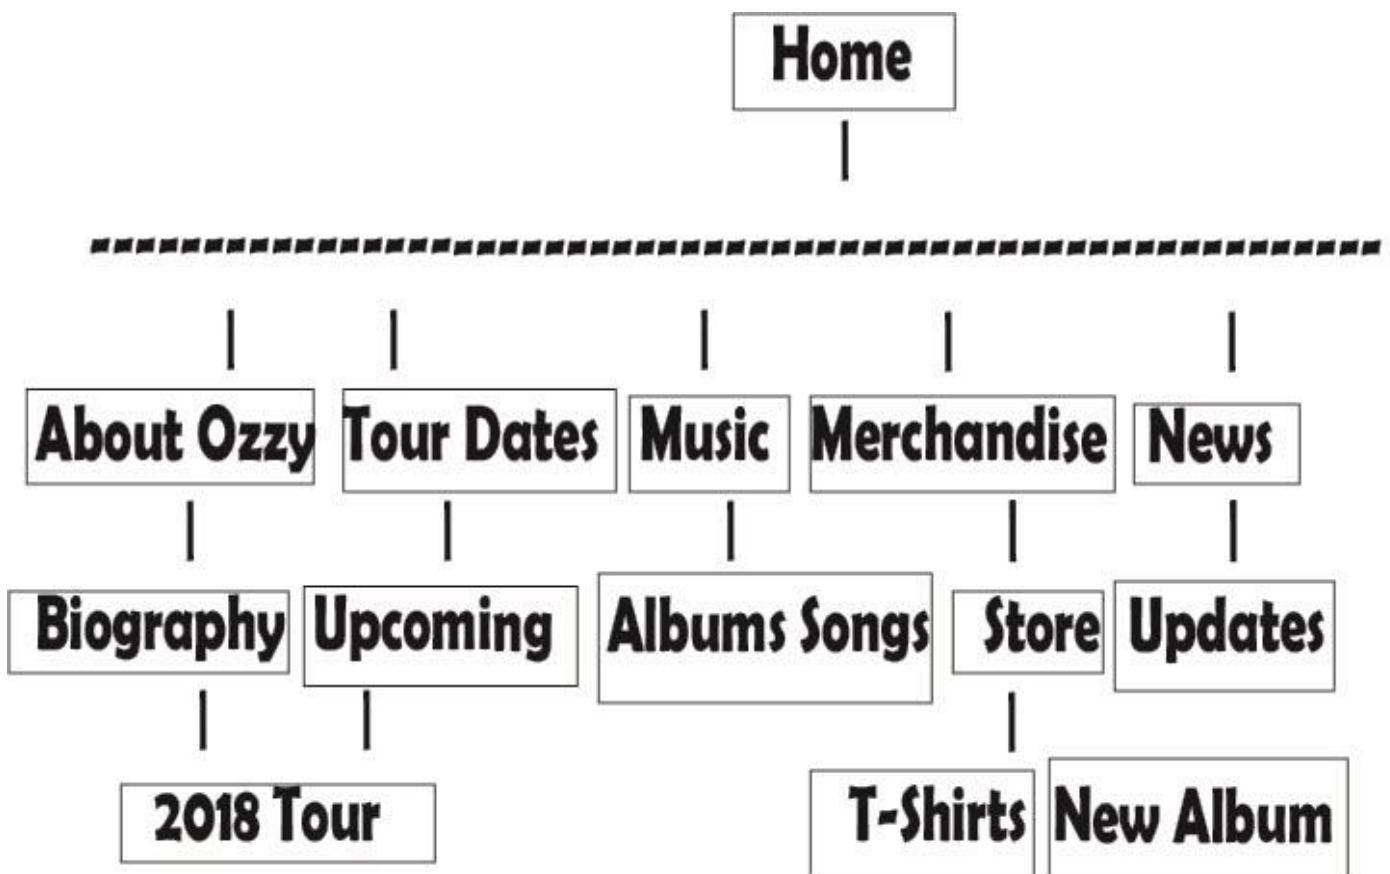 Home
About Ozzy Tour Dates Music Merchandise News
Biography Upcoming Albums Songs Store Updates
2018 Tour T-Shirts New Album